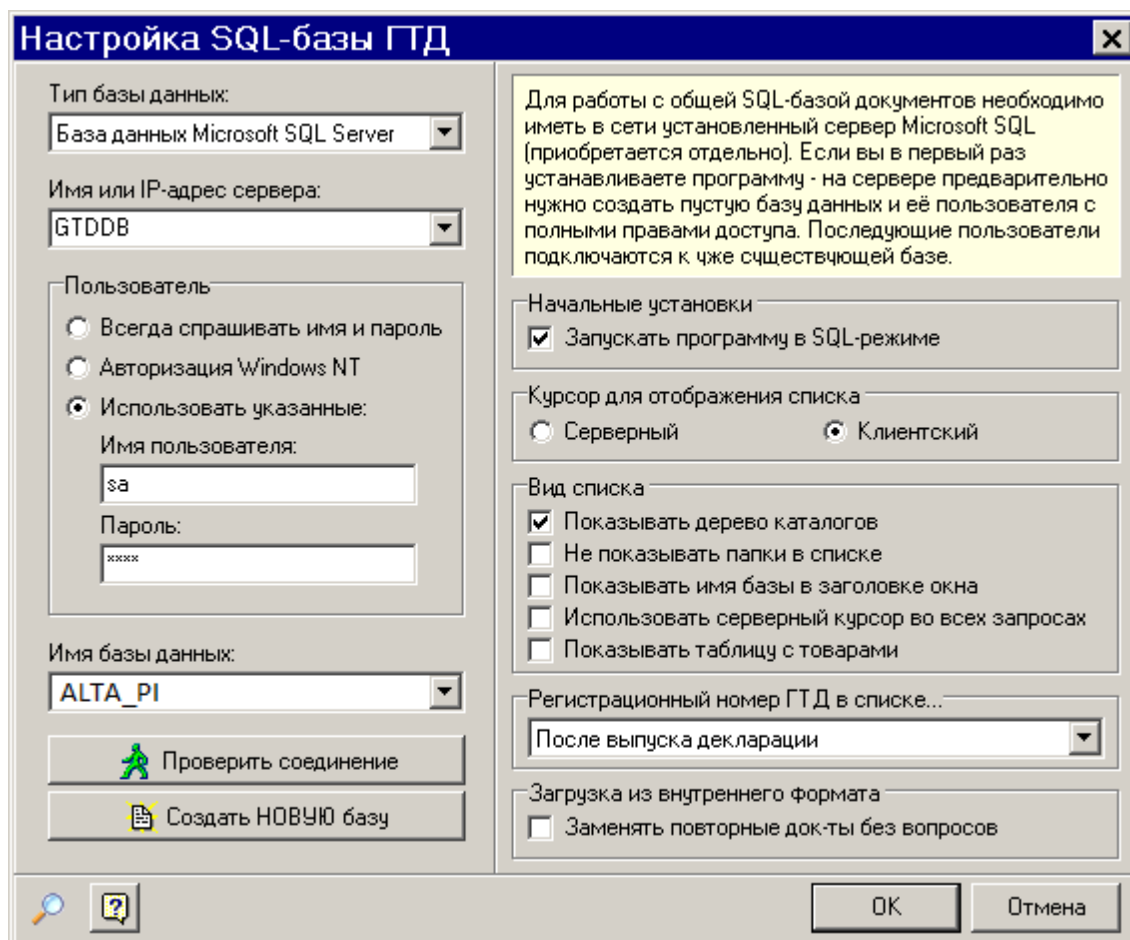 Настройка SQL-базы ГТД
Тип базы данных:
База данных Microsoft SQL Server
Имя или IP-адрес сервера:
GTDDB
Пользователь
Всегда спрашивать имя и пароль
Авторизация Windows NT
Использовать указанные:
Имя пользователя:
sa
Пароль:
****
Имя базы данных:
ALTA_PI
Проверить соединение
Создать НОВУЮ базу
Для работы с общей SQL-базой документов необходимо
иметь в сети установленный сервер Microsoft SQL
(приобретается отдельно). Если вы в первый раз
устанавливаете программу - на сервере предварительно
нужно создать пустую базу данных и её пользователя с
полными правами доступа. Последующие пользователи
подключаются к уже существующей базе.
Начальные установки
Запускать программу в SQL-режиме
Курсор для отображения списка
Серверный
Клиентский
Вид списка
Показывать дерево каталогов
Не показывать папки в списке
Показывать имя базы в заголовке окна
Использовать серверный курсор во всех запросах
Показывать таблицу с товарами
Регистрационный номер ГТД в списке...
После выпуска декларации
Загрузка из внутреннего формата
Заменять повторные док-ты без вопросов
OK
Отмена